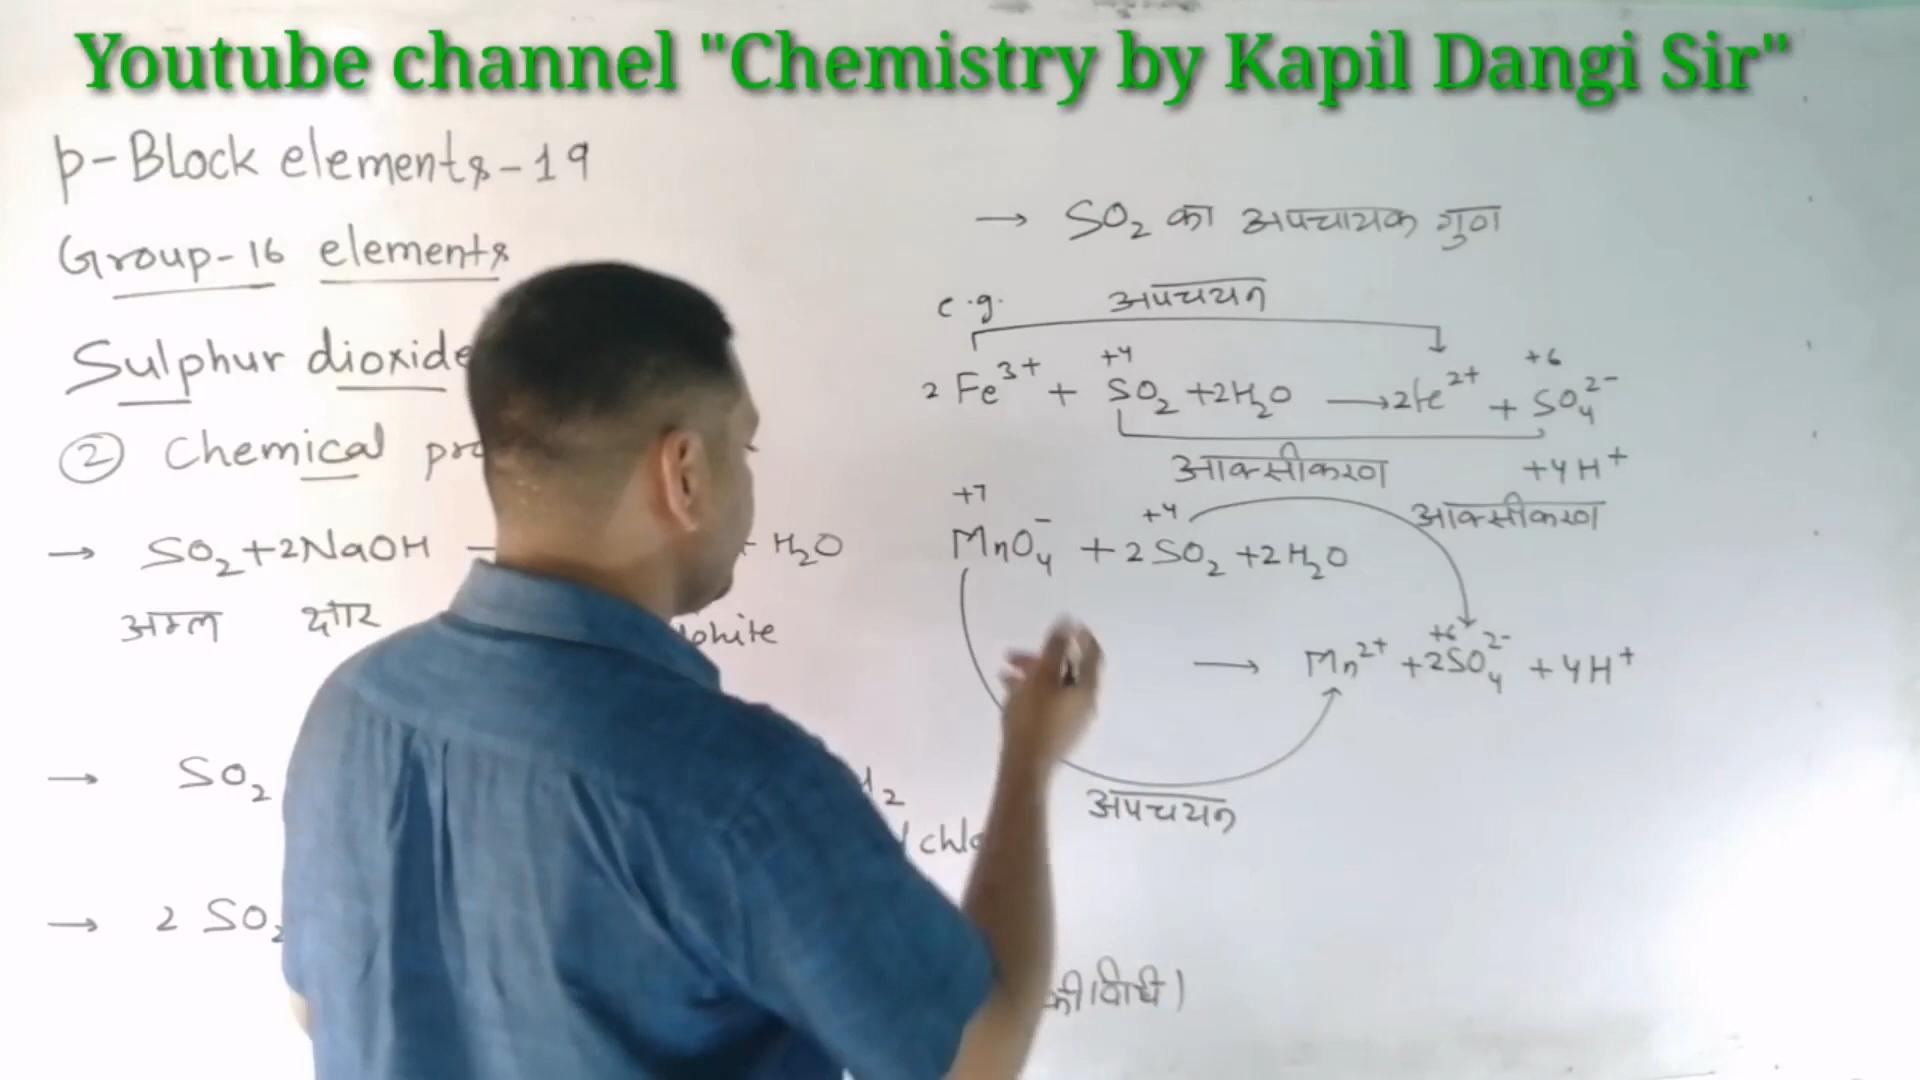 Youtube channel "Chemistry by Kapil Dangi Sir"
p-Block elements-19
Group-16 elements
Sulphur dioxide
② Chemical
→ SO₂+2NaOH H₂O
अम्ल क्षार
→ SO₂
→ 2 SO₂
→ SO₂ का अपचायक गुण
e.g. अपचयन
+4 +6
2 Fe³⁺ + SO₂ +2H₂O ⟶ 2Fe²⁺ + SO₄²⁻
आक्सीकरण +4H⁺
+7 +4 आक्सीकरण
MnO₄⁻ + 2SO₂ +2H₂O
+6
⟶ Mn²⁺ +2SO₄²⁻ +4H⁺
अपचयन